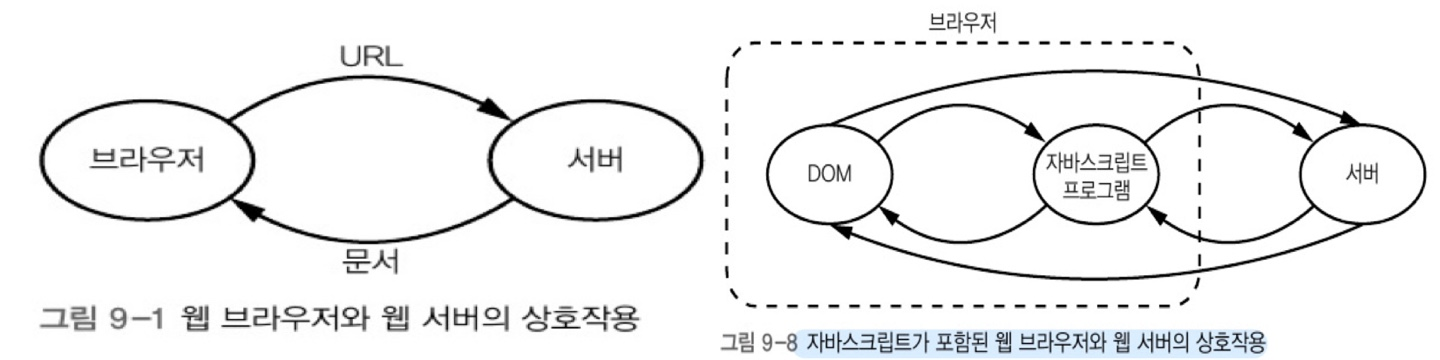 URL
브라우저
서버
문서
그림 9-1 웹 브라우저와 웹 서버의 상호작용
브라우저
DOM
자바스크립트
프로그램
서버
그림 9-8 자바스크립트가 포함된 웹 브라우저와 웹 서버의 상호작용